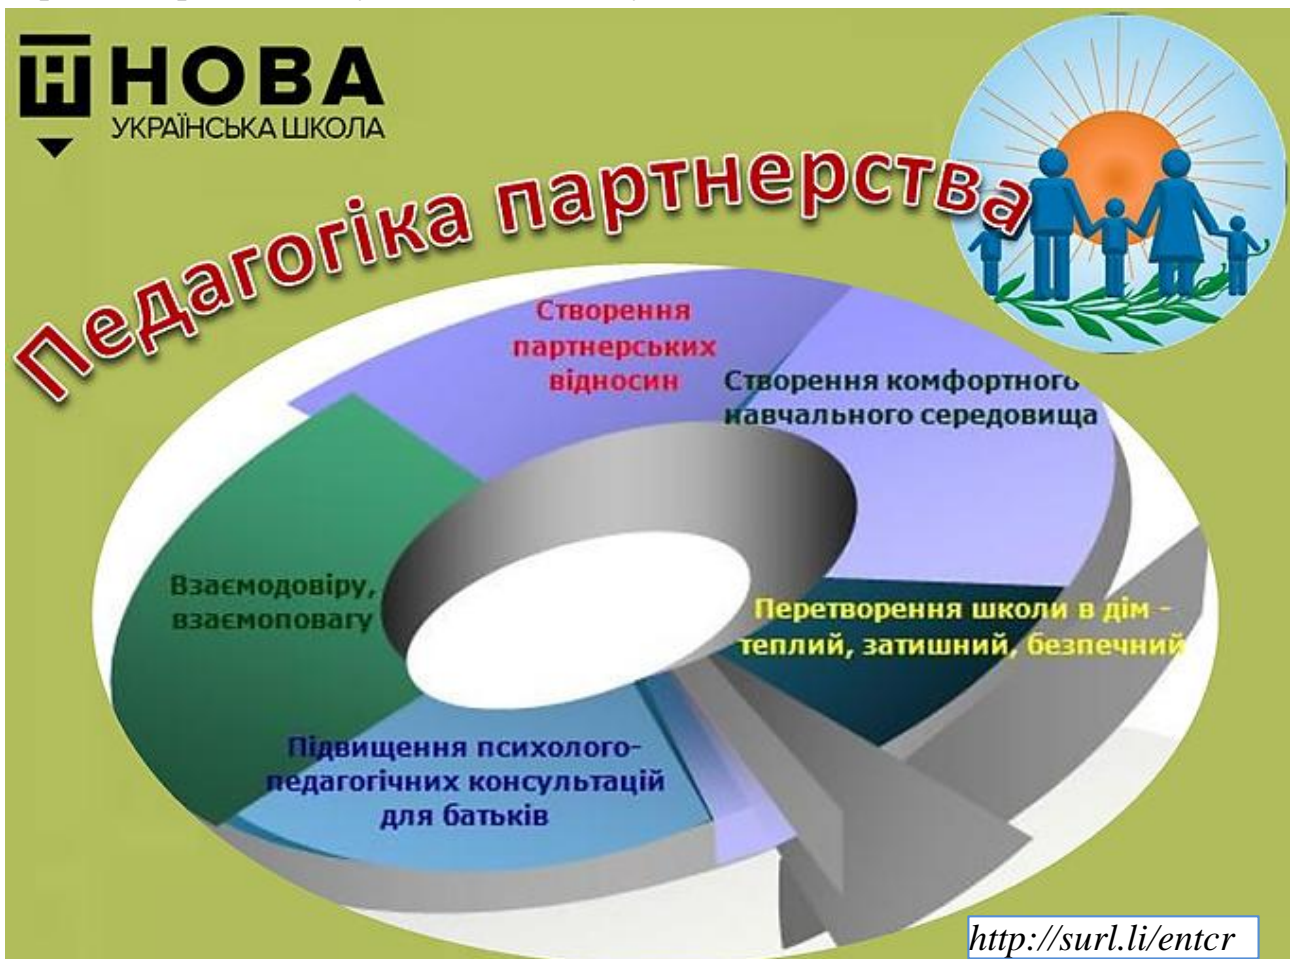 НОВА
УКРАЇНСЬКА ШКОЛА
Педагогіка партнерства
Створення
партнерських
відносин
Створення комфортного
навчального середовища
Взаємодовіру,
взаємоповагу
Перетворення школи в дім -
теплий, затишний, безпечний
Підвищення психолого-
педагогічних консультацій
для батьків
http://surl.li/entcr